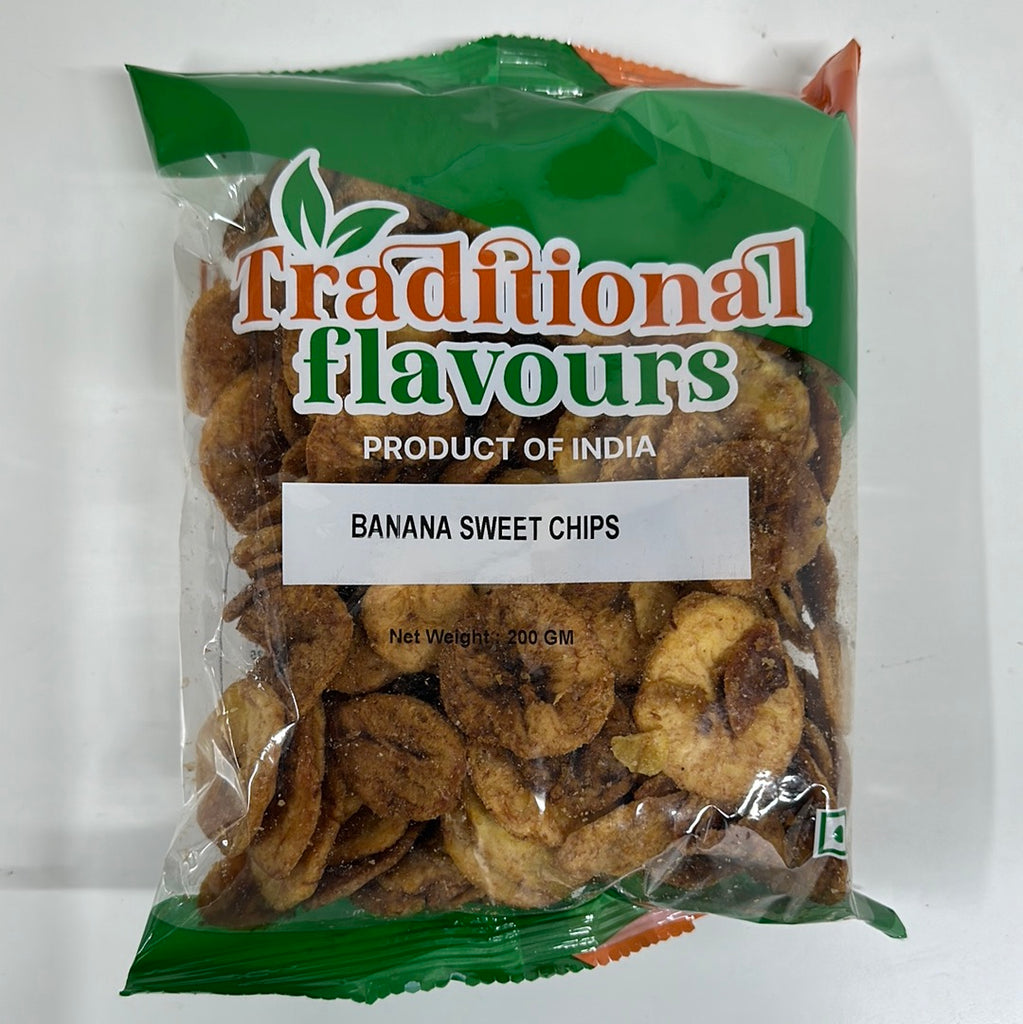 Traditional
flavours
PRODUCT OF INDIA
BANANA SWEET CHIPS
Net Weight : 200 GM